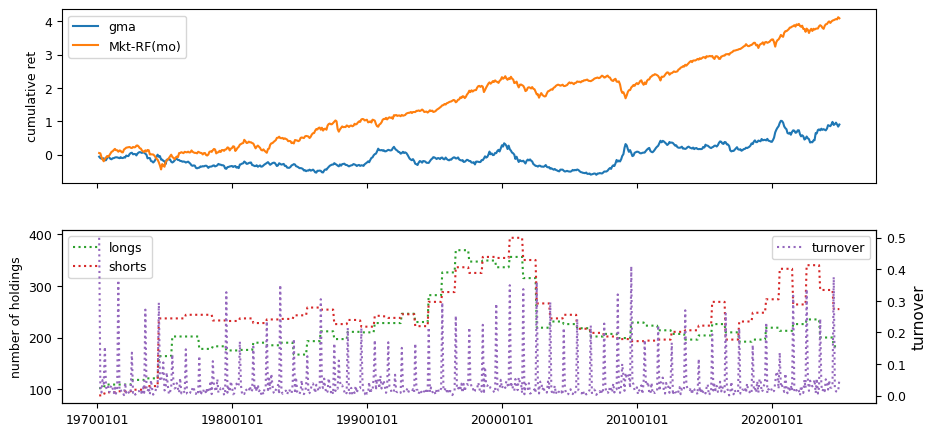 gma
Mkt-RF(mo)
cumulative ret
4
3
2
1
0
longs
shorts
turnover
number of holdings
400
300
200
100
0.5
0.4
0.3
0.2
0.1
0.0
turnover
19700101 19800101 19900101 20000101 20100101 20200101